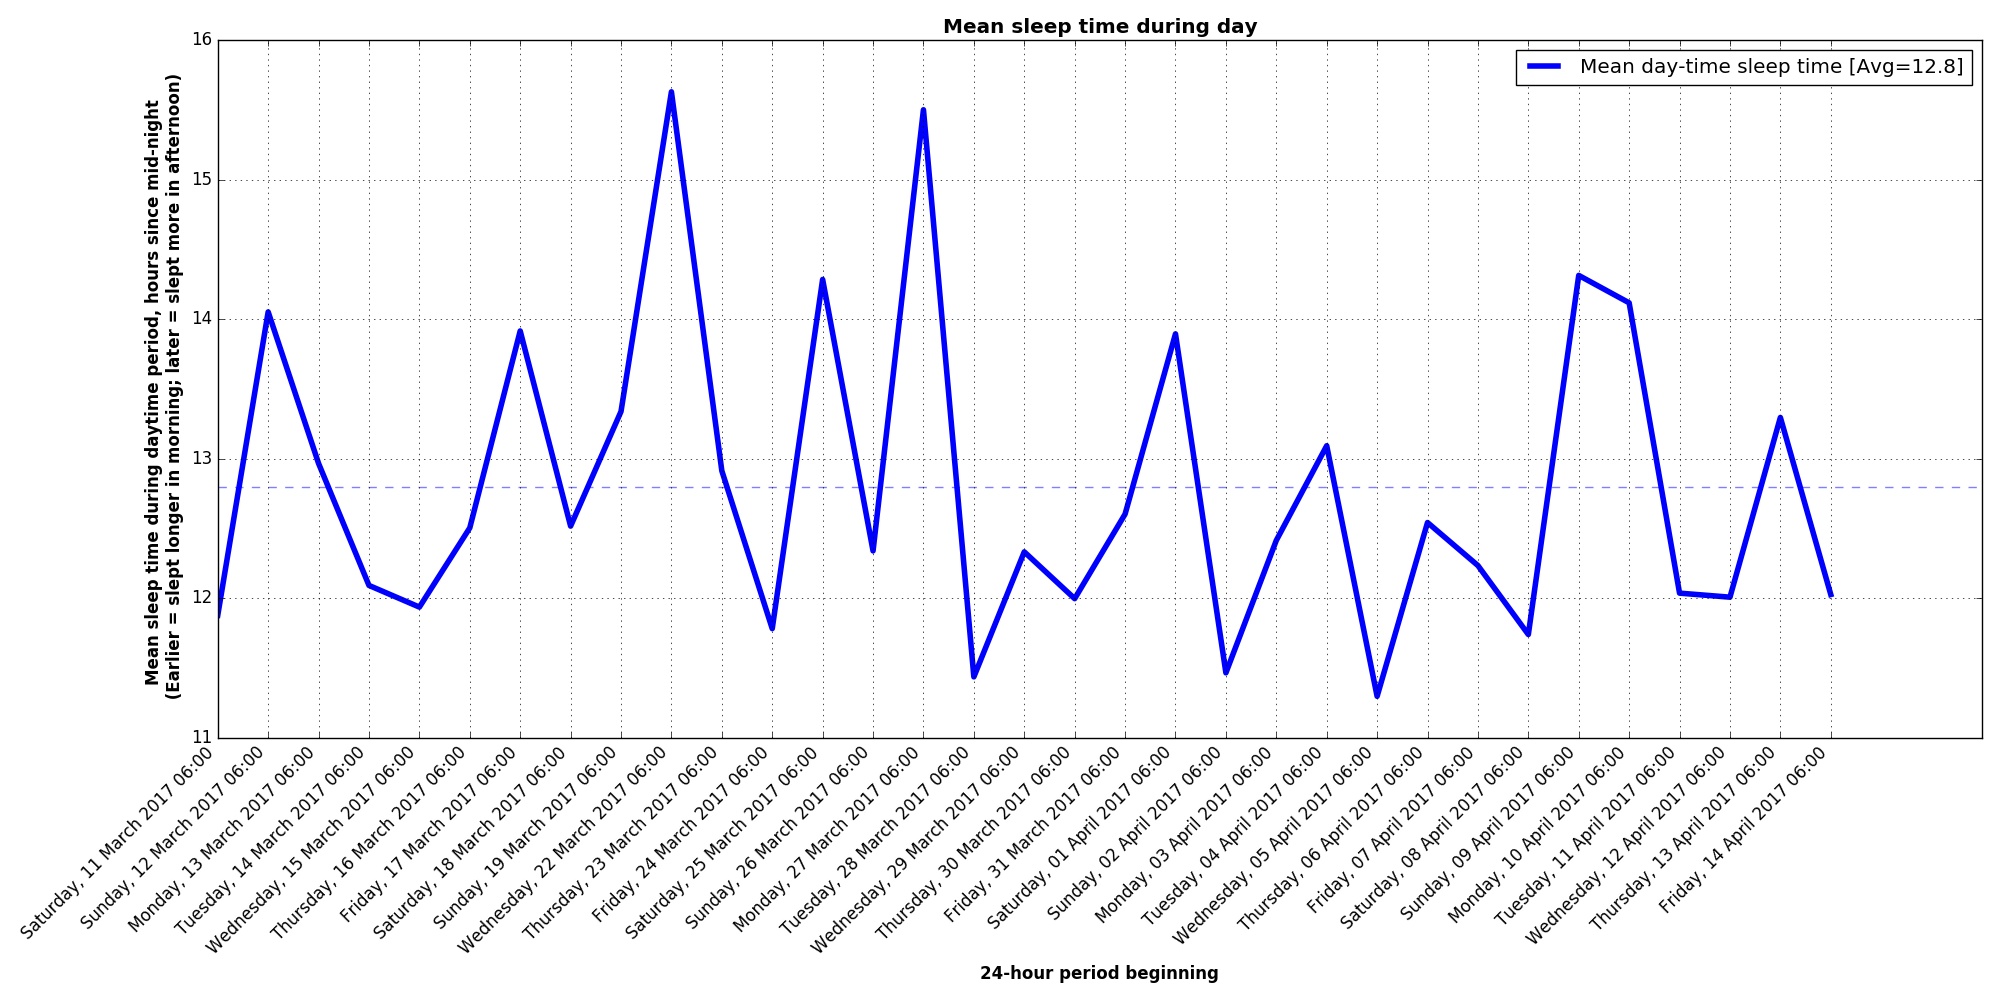 Mean sleep time during day
Mean day-time sleep time [Avg=12.8]
Mean sleep time during daytime period, hours since mid-night
(Earlier = slept longer in morning; later = slept more in afternoon)
16
15
14
13
12
11
Saturday, 11 March 2017 06:00
Sunday, 12 March 2017 06:00
Monday, 13 March 2017 06:00
Tuesday, 14 March 2017 06:00
Wednesday, 15 March 2017 06:00
Thursday, 16 March 2017 06:00
Friday, 17 March 2017 06:00
Saturday, 18 March 2017 06:00
Sunday, 19 March 2017 06:00
Wednesday, 22 March 2017 06:00
Thursday, 23 March 2017 06:00
Friday, 24 March 2017 06:00
Saturday, 25 March 2017 06:00
Sunday, 26 March 2017 06:00
Monday, 27 March 2017 06:00
Tuesday, 28 March 2017 06:00
Wednesday, 29 March 2017 06:00
Thursday, 30 March 2017 06:00
Friday, 31 March 2017 06:00
Saturday, 01 April 2017 06:00
Sunday, 02 April 2017 06:00
Monday, 03 April 2017 06:00
Tuesday, 04 April 2017 06:00
Wednesday, 05 April 2017 06:00
Thursday, 06 April 2017 06:00
Friday, 07 April 2017 06:00
Saturday, 08 April 2017 06:00
Sunday, 09 April 2017 06:00
Monday, 10 April 2017 06:00
Tuesday, 11 April 2017 06:00
Wednesday, 12 April 2017 06:00
Thursday, 13 April 2017 06:00
Friday, 14 April 2017 06:00
24-hour period beginning